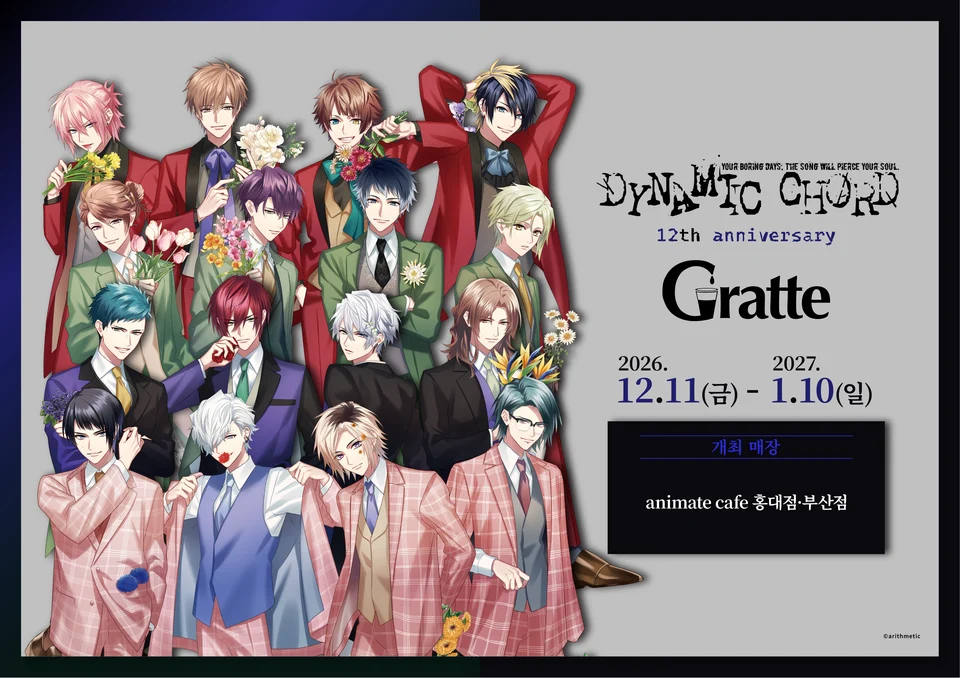 YOUR BORING DAYS, THE SONG WILL PIERCE YOUR SOUL.
DYNAMIC CHORD
12th anniversary
Gratte
2026. 2027.
12.11(금) - 1.10(일)
개최 매장
animate cafe 홍대점·부산점
©arithmetic